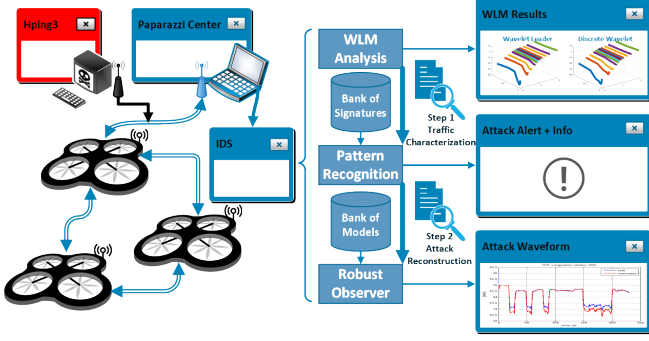 Hping3
Paparazzi Center
IDS
WLM
Analysis
Bank of
Signatures
Pattern
Recognition
Bank of
Models
Robust
Observer
Step 1
Traffic
Characterization
Step 2
Attack
Reconstruction
WLM Results
Wavelet Leader
Discrete Wavelet
Attack Alert + Info
Attack Waveform